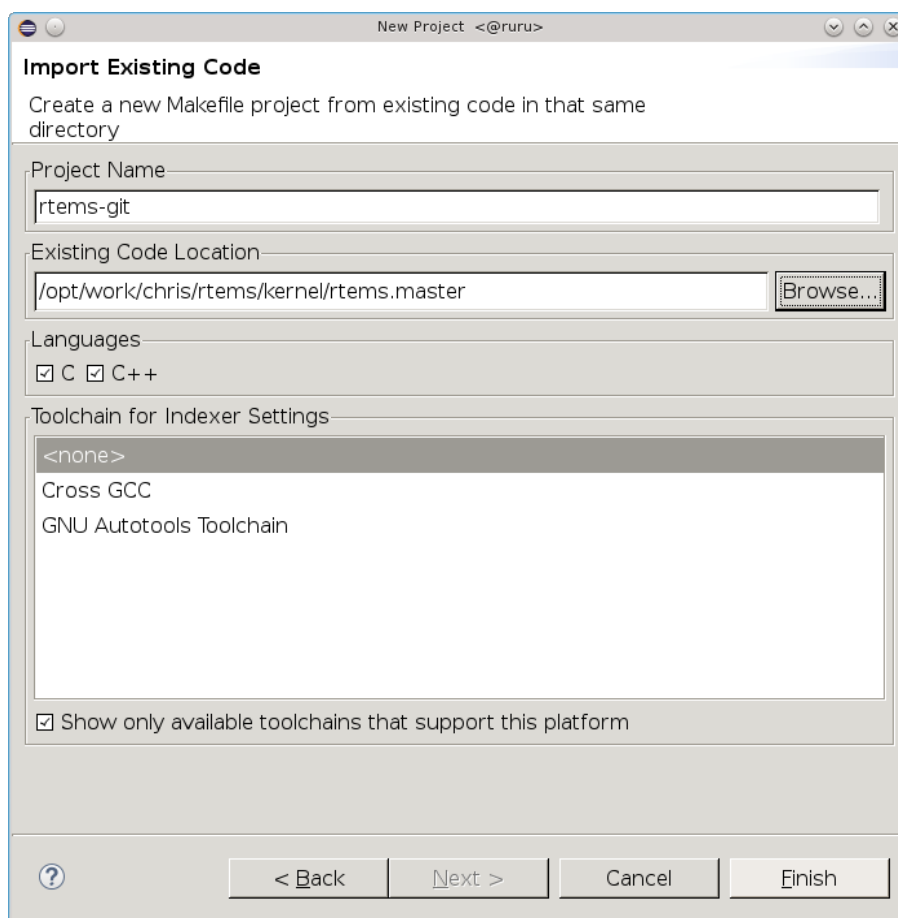 New Project <@ruru>
Import Existing Code
Create a new Makefile project from existing code in that same
directory
Project Name
rtems-git
Existing Code Location
/opt/work/chris/rtems/kernel/rtems.master
Browse...
Languages
C C++
Toolchain for Indexer Settings
<none>
Cross GCC
GNU Autotools Toolchain
Show only available toolchains that support this platform
? < Back Next > Cancel Finish